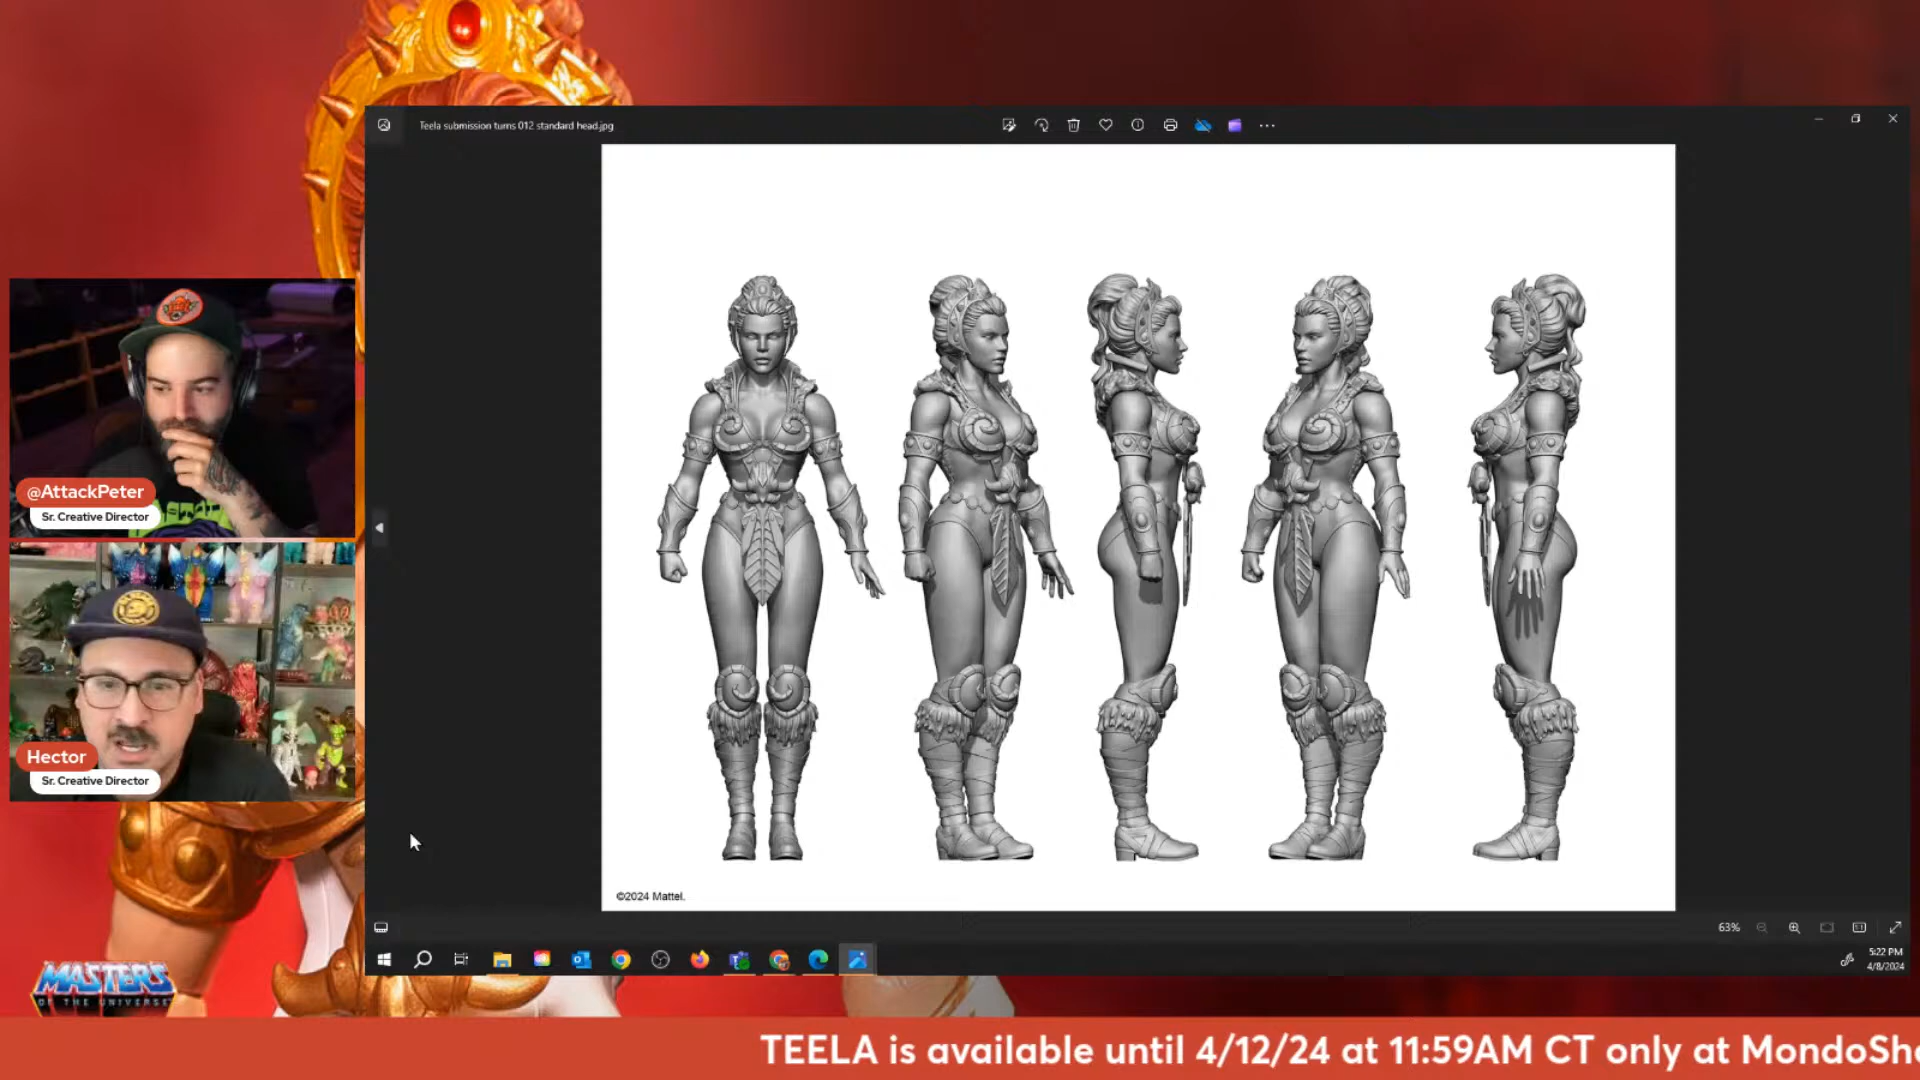 Teela submission turns 012 standard head.jpg
@AttackPeter
Sr. Creative Director
Hector
Sr. Creative Director
©2024 Mattel.
63%
5:22 PM
4/8/2024
MASTERS
OF THE UNIVERSE
TEELA is available until 4/12/24 at 11:59AM CT only at MondoSh